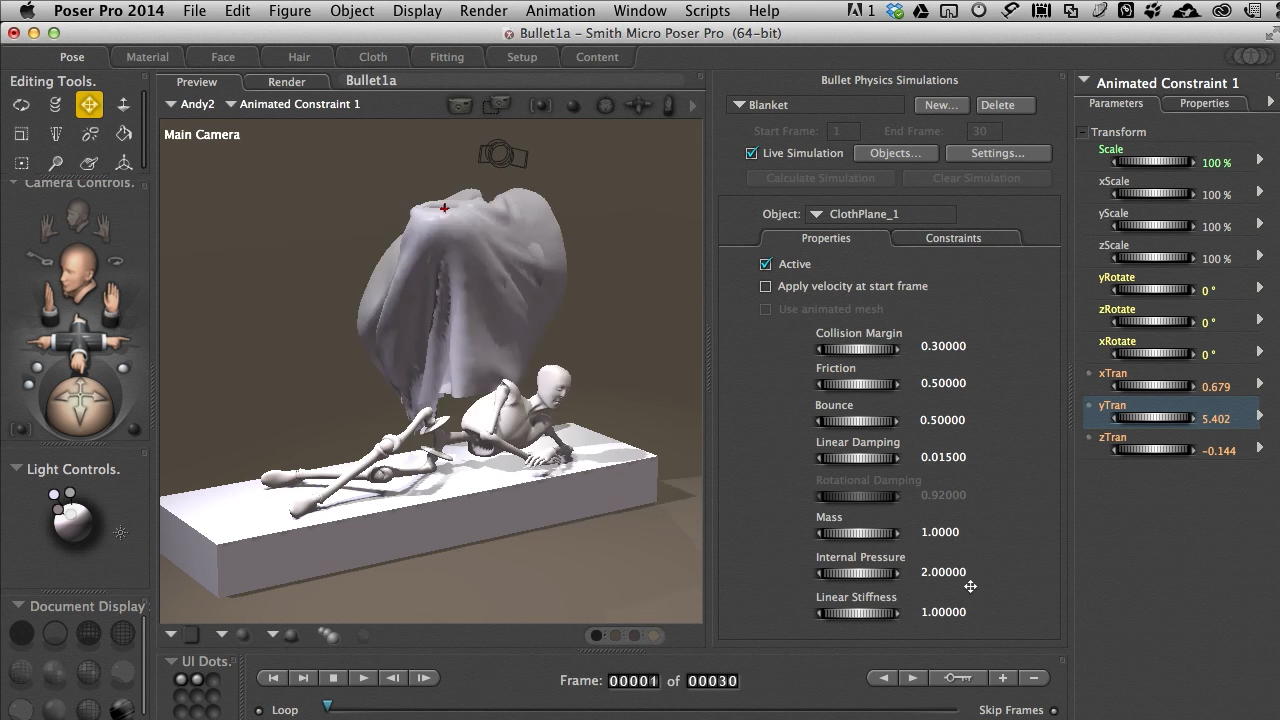 Poser Pro 2014 File Edit Figure Object Display Render Animation Window Scripts Help 1
Bullet1a – Smith Micro Poser Pro (64-bit)
Pose Material Face Hair Cloth Fitting Setup Content
Editing Tools.
Camera Controls.
Light Controls.
Document Display
Preview Render Bullet1a
Andy2 Animated Constraint 1
Main Camera
UI Dots.
Frame: 00001 of 00030
Loop
Skip Frames
Bullet Physics Simulations
Blanket New... Delete
Start Frame: 1 End Frame: 30
Live Simulation Objects... Settings...
Calculate Simulation Clear Simulation
Object: ClothPlane_1
Properties Constraints
Active
Apply velocity at start frame
Use animated mesh
Collision Margin
0.30000
Friction
0.50000
Bounce
0.50000
Linear Damping
0.01500
Rotational Damping
0.92000
Mass
1.0000
Internal Pressure
2.00000
Linear Stiffness
1.00000
Animated Constraint 1
Parameters Properties
Transform
Scale
100 %
xScale
100 %
yScale
100 %
zScale
100 %
yRotate
0 °
zRotate
0 °
xRotate
0 °
xTran
0.679
yTran
5.402
zTran
-0.144